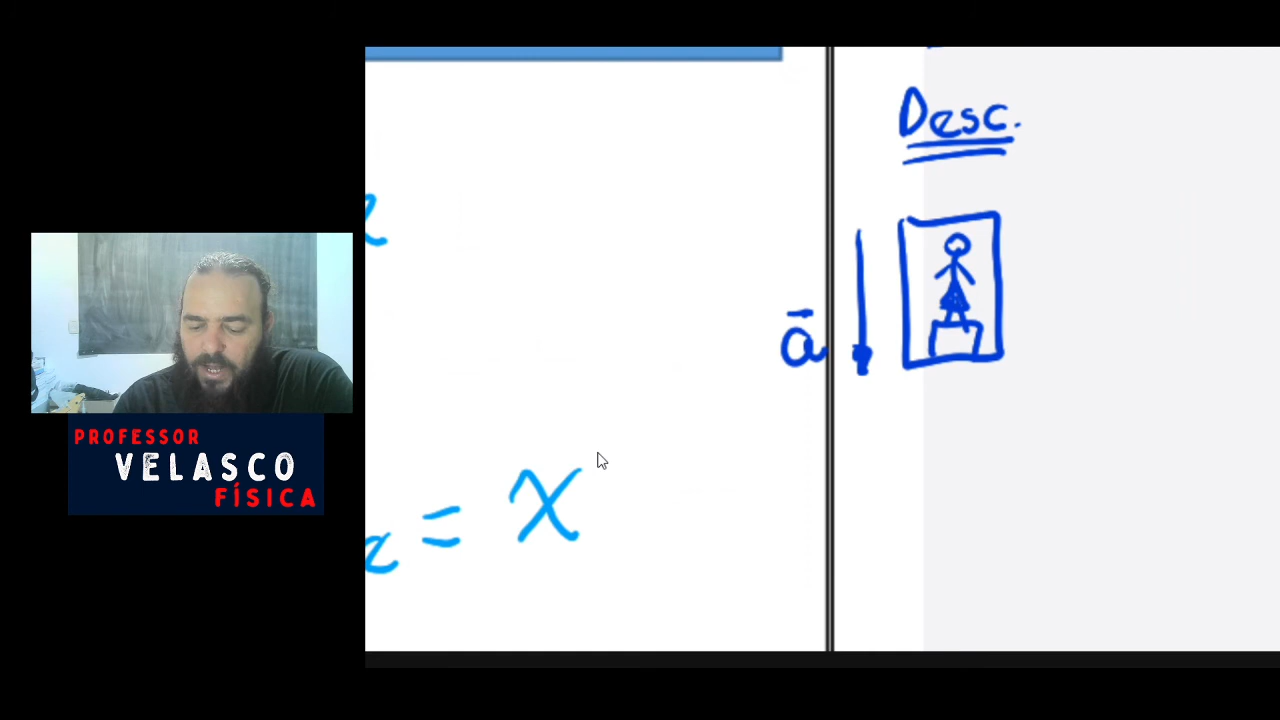 PROFESSOR
VELASCO
FÍSICA
= x
Desc.
a